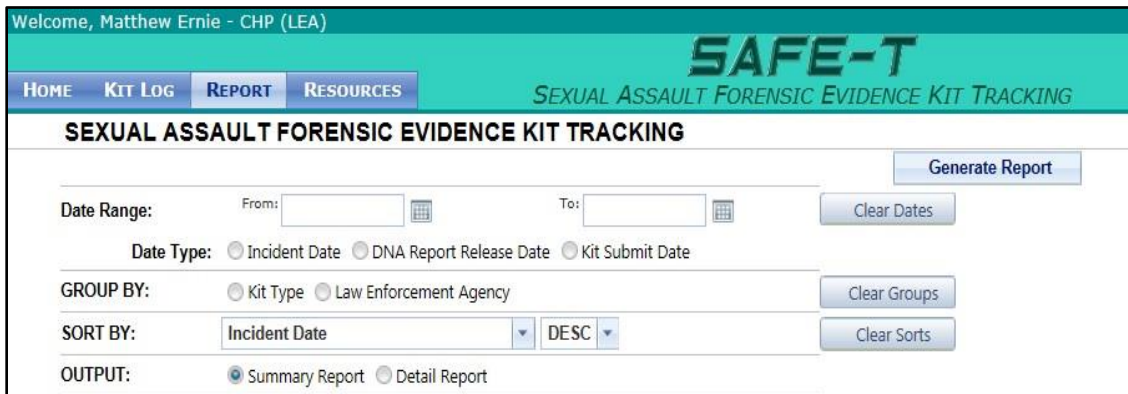 Welcome, Matthew Ernie - CHP (LEA)
SAFE-T
HOME KIT LOG REPORT RESOURCES
SEXUAL ASSAULT FORENSIC EVIDENCE KIT TRACKING
SEXUAL ASSAULT FORENSIC EVIDENCE KIT TRACKING
Generate Report
Date Range: From: To: Clear Dates
Date Type: Incident Date DNA Report Release Date Kit Submit Date
GROUP BY: Kit Type Law Enforcement Agency Clear Groups
SORT BY: Incident Date DESC Clear Sorts
OUTPUT: Summary Report Detail Report